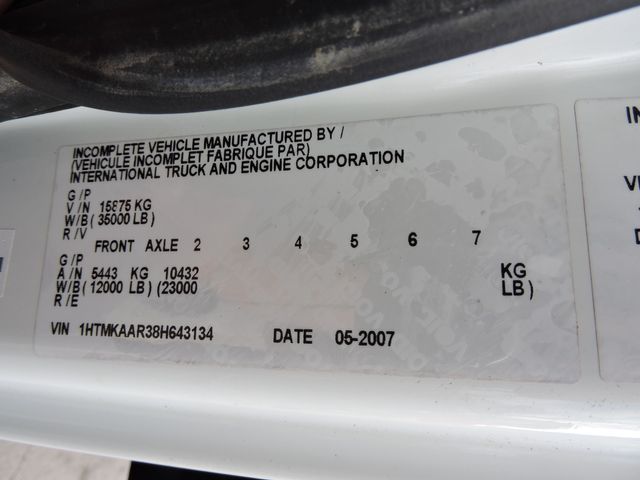 INCOMPLETE VEHICLE MANUFACTURED BY /
(VEHICULE INCOMPLET FABRIQUE PAR)
INTERNATIONAL TRUCK AND ENGINE CORPORATION
G / P
V / N 15875 KG
W/B ( 35000 LB )
R / V
FRONT AXLE 2 3 4 5 6 7
G / P
A / N 5443 KG 10432 KG
W/B ( 12000 LB ) (23000 LB )
R / E
VIN 1HTMKAAR38H643134 DATE 05-2007
IN